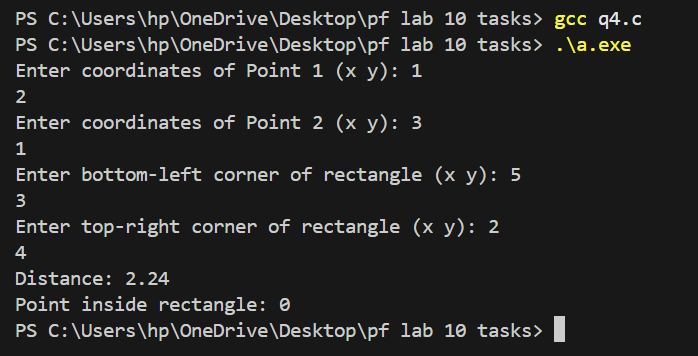 PS C:\Users\hp\OneDrive\Desktop\pf lab 10 tasks> gcc q4.c
PS C:\Users\hp\OneDrive\Desktop\pf lab 10 tasks> .\a.exe
Enter coordinates of Point 1 (x y): 1
2
Enter coordinates of Point 2 (x y): 3
1
Enter bottom-left corner of rectangle (x y): 5
3
Enter top-right corner of rectangle (x y): 2
4
Distance: 2.24
Point inside rectangle: 0
PS C:\Users\hp\OneDrive\Desktop\pf lab 10 tasks>